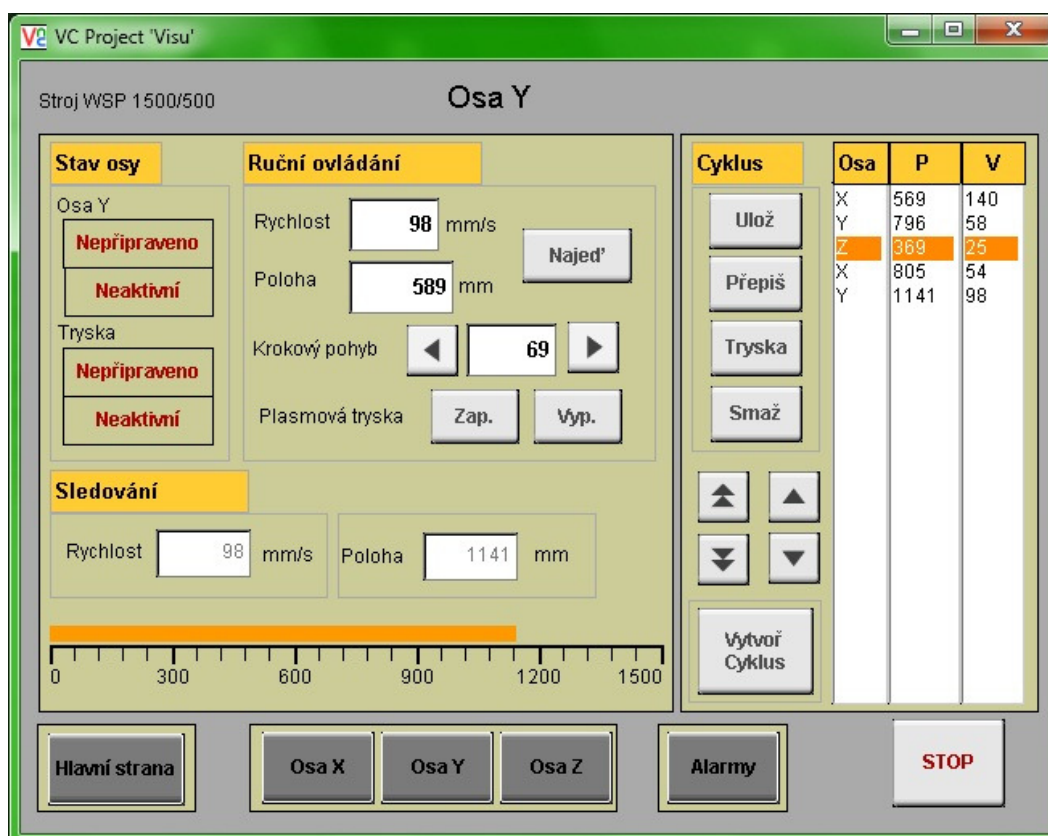 VC Project 'Visu'
Stroj WSP 1500/500
Osa Y
Stav osy
Osa Y
Nepřipraveno
Neaktivní
Tryska
Nepřipraveno
Neaktivní
Ruční ovládání
Rychlost 98 mm/s
Poloha 589 mm
Najeď
Krokový pohyb 69
Plasmová tryska Zap. Vyp.
Sledování
Rychlost 98 mm/s Poloha 1141 mm
0 300 600 900 1200 1500
Cyklus
Ulož
Přepiš
Tryska
Smaž
Vytvoř
Cyklus
Osa P V
X 569 140
Y 796 58
Z 369 25
X 805 54
Y 1141 98
Hlavní strana Osa X Osa Y Osa Z Alarmy STOP